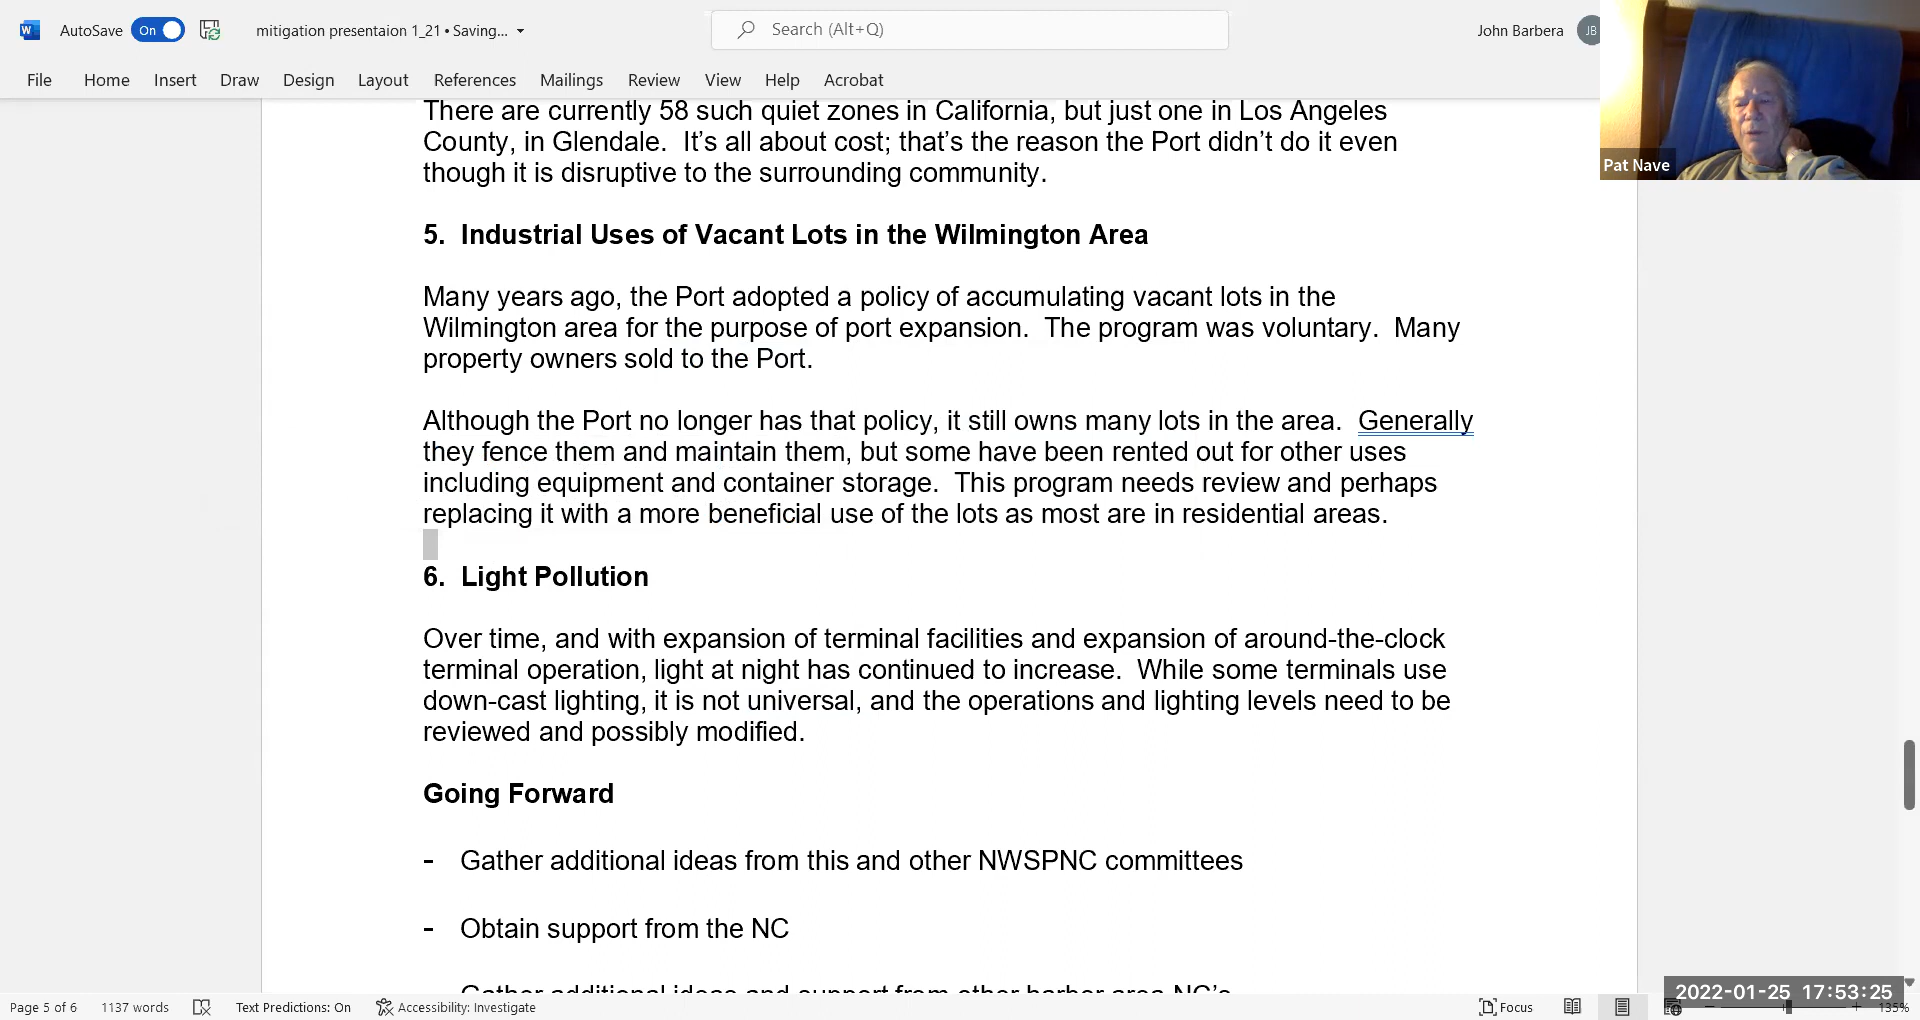 AutoSave On mitigation presentaion 1_21 • Saving... Search (Alt+Q) John Barbera JB
File Home Insert Draw Design Layout References Mailings Review View Help Acrobat
Pat Nave
There are currently 58 such quiet zones in California, but just one in Los Angeles
County, in Glendale. It’s all about cost; that’s the reason the Port didn’t do it even
though it is disruptive to the surrounding community.
5. Industrial Uses of Vacant Lots in the Wilmington Area
Many years ago, the Port adopted a policy of accumulating vacant lots in the
Wilmington area for the purpose of port expansion. The program was voluntary. Many
property owners sold to the Port.
Although the Port no longer has that policy, it still owns many lots in the area. Generally
they fence them and maintain them, but some have been rented out for other uses
including equipment and container storage. This program needs review and perhaps
replacing it with a more beneficial use of the lots as most are in residential areas.
6. Light Pollution
Over time, and with expansion of terminal facilities and expansion of around-the-clock
terminal operation, light at night has continued to increase. While some terminals use
down-cast lighting, it is not universal, and the operations and lighting levels need to be
reviewed and possibly modified.
Going Forward
- Gather additional ideas from this and other NWSPNC committees
- Obtain support from the NC
Gather additional ideas and support from other harbor area NC’s
2022-01-25 17:53:25
Page 5 of 6 1137 words Text Predictions: On Accessibility: Investigate Focus 135%